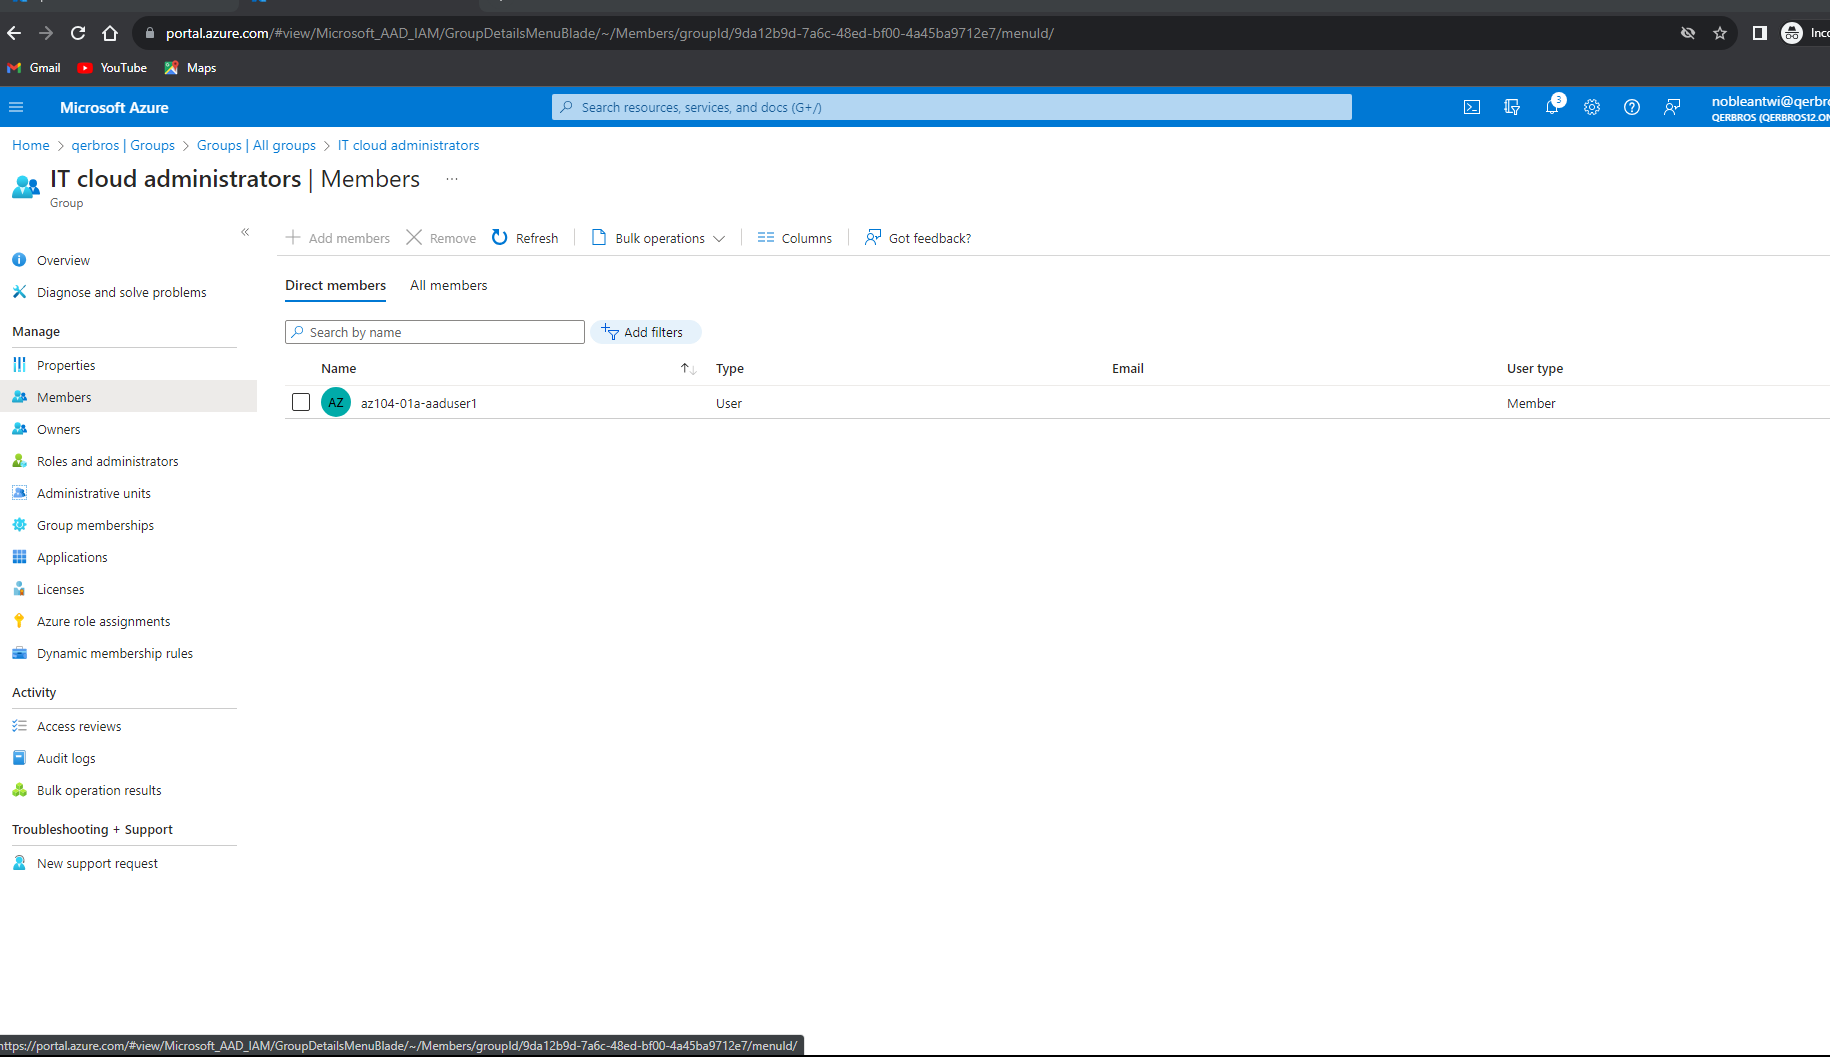 portal.azure.com/#view/Microsoft_AAD_IAM/GroupDetailsMenuBlade/~/Members/groupId/9da12b9d-7a6c-48ed-bf00-4a45ba9712e7/menuId/
Gmail YouTube Maps
Microsoft Azure
Search resources, services, and docs (G+/)
3
nobleantwi@qerbro
QERBROS (QERBROS12.ON
Home > qerbros | Groups > Groups | All groups > IT cloud administrators
IT cloud administrators | Members ...
Group
«
Add members Remove Refresh Bulk operations Columns Got feedback?
Overview
Diagnose and solve problems
Manage
Properties
Members
Owners
Roles and administrators
Administrative units
Group memberships
Applications
Licenses
Azure role assignments
Dynamic membership rules
Activity
Access reviews
Audit logs
Bulk operation results
Troubleshooting + Support
New support request
Direct members All members
Search by name Add filters
Name Type Email User type
AZ az104-01a-aaduser1 User Member
https://portal.azure.com/#view/Microsoft_AAD_IAM/GroupDetailsMenuBlade/~/Members/groupId/9da12b9d-7a6c-48ed-bf00-4a45ba9712e7/menuId/